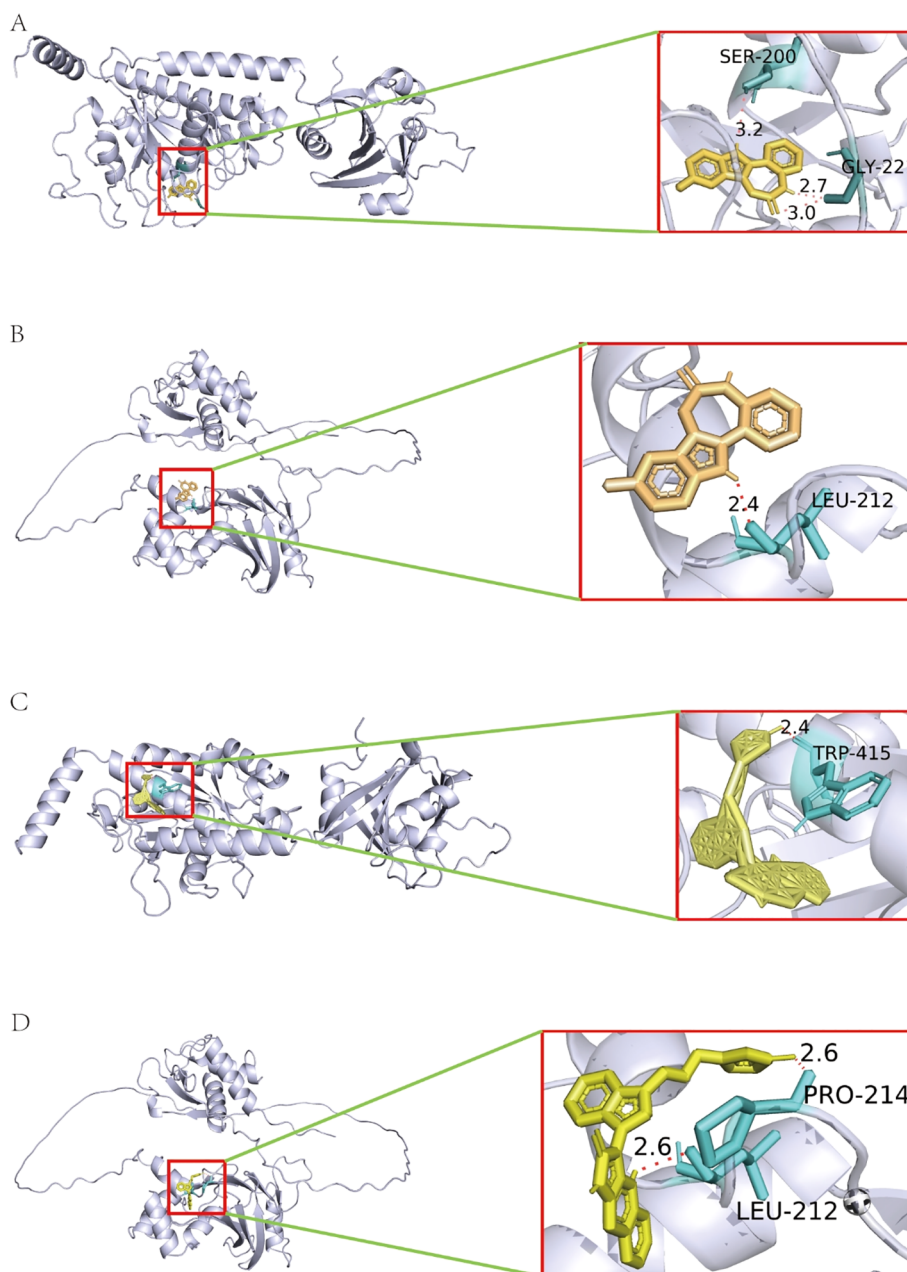 A
SER-200
3.2
GLY-22
2.7
3.0
B
2.4
LEU-212
C
2.4
TRP-415
D
2.6
PRO-214
2.6
LEU-212